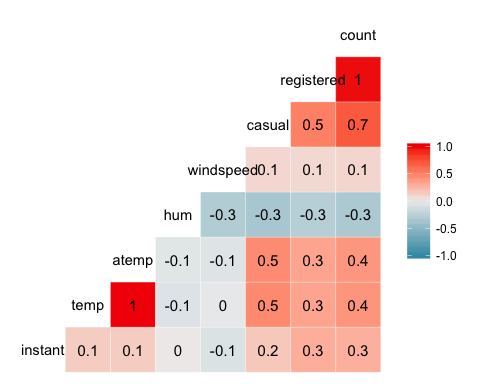 count
registered 1
casual 0.5 0.7
windspeed 0.1 0.1 0.1
hum -0.3 -0.3 -0.3 -0.3
atemp -0.1 -0.1 0.5 0.3 0.4
temp 1 -0.1 0 0.5 0.3 0.4
instant 0.1 0.1 0 -0.1 0.2 0.3 0.3
1.0
0.5
0.0
-0.5
-1.0